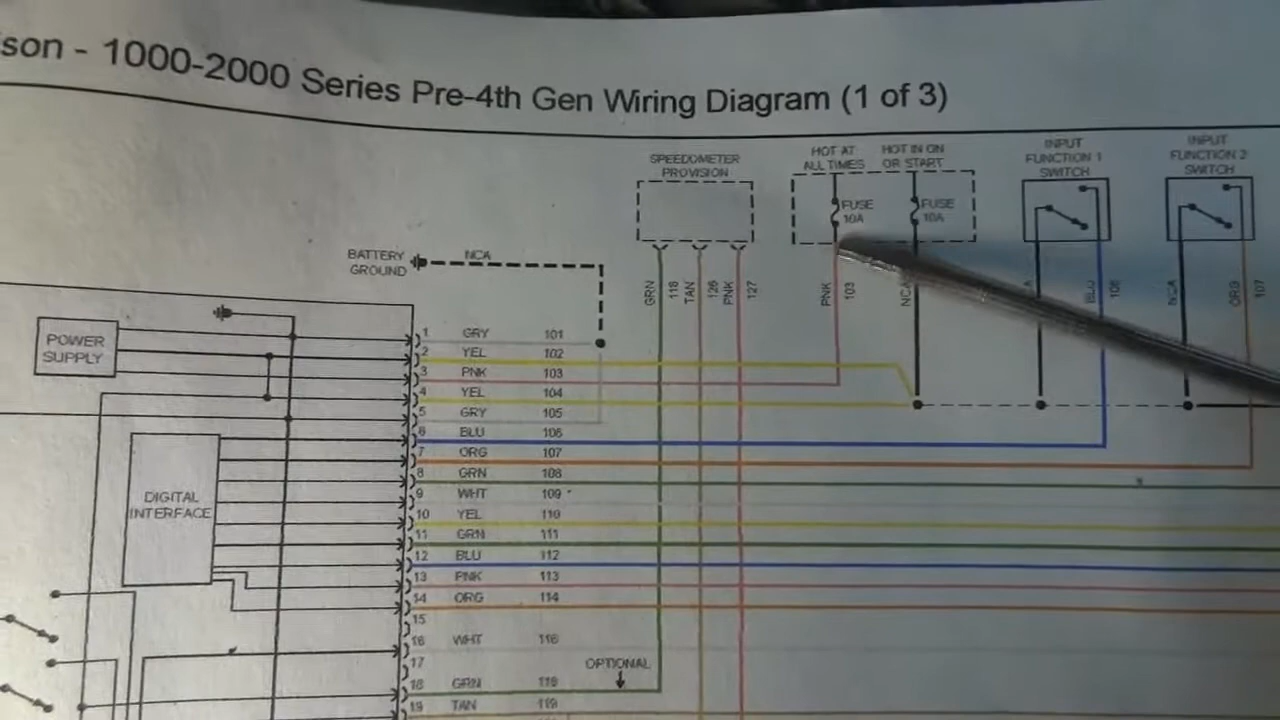 son - 1000-2000 Series Pre-4th Gen Wiring Diagram (1 of 3)
SPEEDOMETER
PROVISION
HOT AT
ALL TIMES
HOT IN ON
OR START
INPUT
FUNCTION 1
SWITCH
INPUT
FUNCTION 2
SWITCH
FUSE
10A
FUSE
10A
BATTERY
GROUND
NCA
GRN
118
TAN
126
PNK
127
PNK
103
NCA
BLU
106
NCA
ORG
107
POWER
SUPPLY
1 GRY 101
2 YEL 102
3 PNK 103
4 YEL 104
5 GRY 105
6 BLU 106
7 ORG 107
8 GRN 108
9 WHT 109
10 YEL 110
11 GRN 111
12 BLU 112
13 PNK 113
14 ORG 114
15
16 WHT 116
17
18 GRN 118
19 TAN 119
DIGITAL
INTERFACE
OPTIONAL